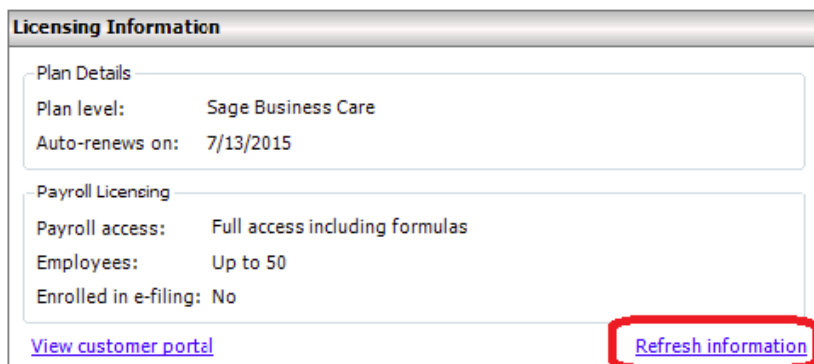 Licensing Information
Plan Details
Plan level: Sage Business Care
Auto-renews on: 7/13/2015
Payroll Licensing
Payroll access: Full access including formulas
Employees: Up to 50
Enrolled in e-filing: No
View customer portal Refresh information